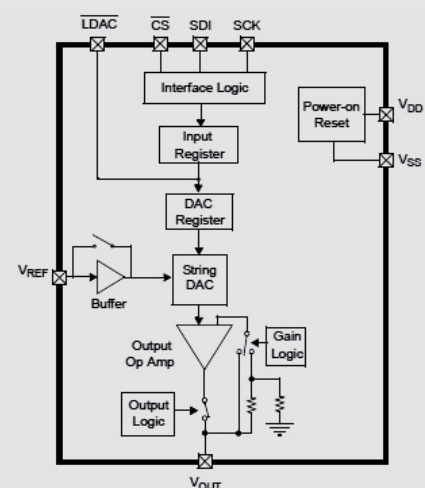 LDAC CS SDI SCK
Interface Logic
Power-on
Reset
VDD
Input
Register
VSS
DAC
Register
VREF
String
DAC
Buffer
Output
Op Amp
Gain
Logic
Output
Logic
VOUT